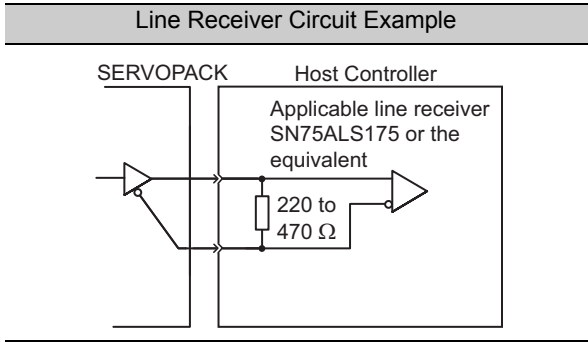 Line Receiver Circuit Example
SERVOPACK
Host Controller
Applicable line receiver
SN75ALS175 or the
equivalent
220 to
470 Ω